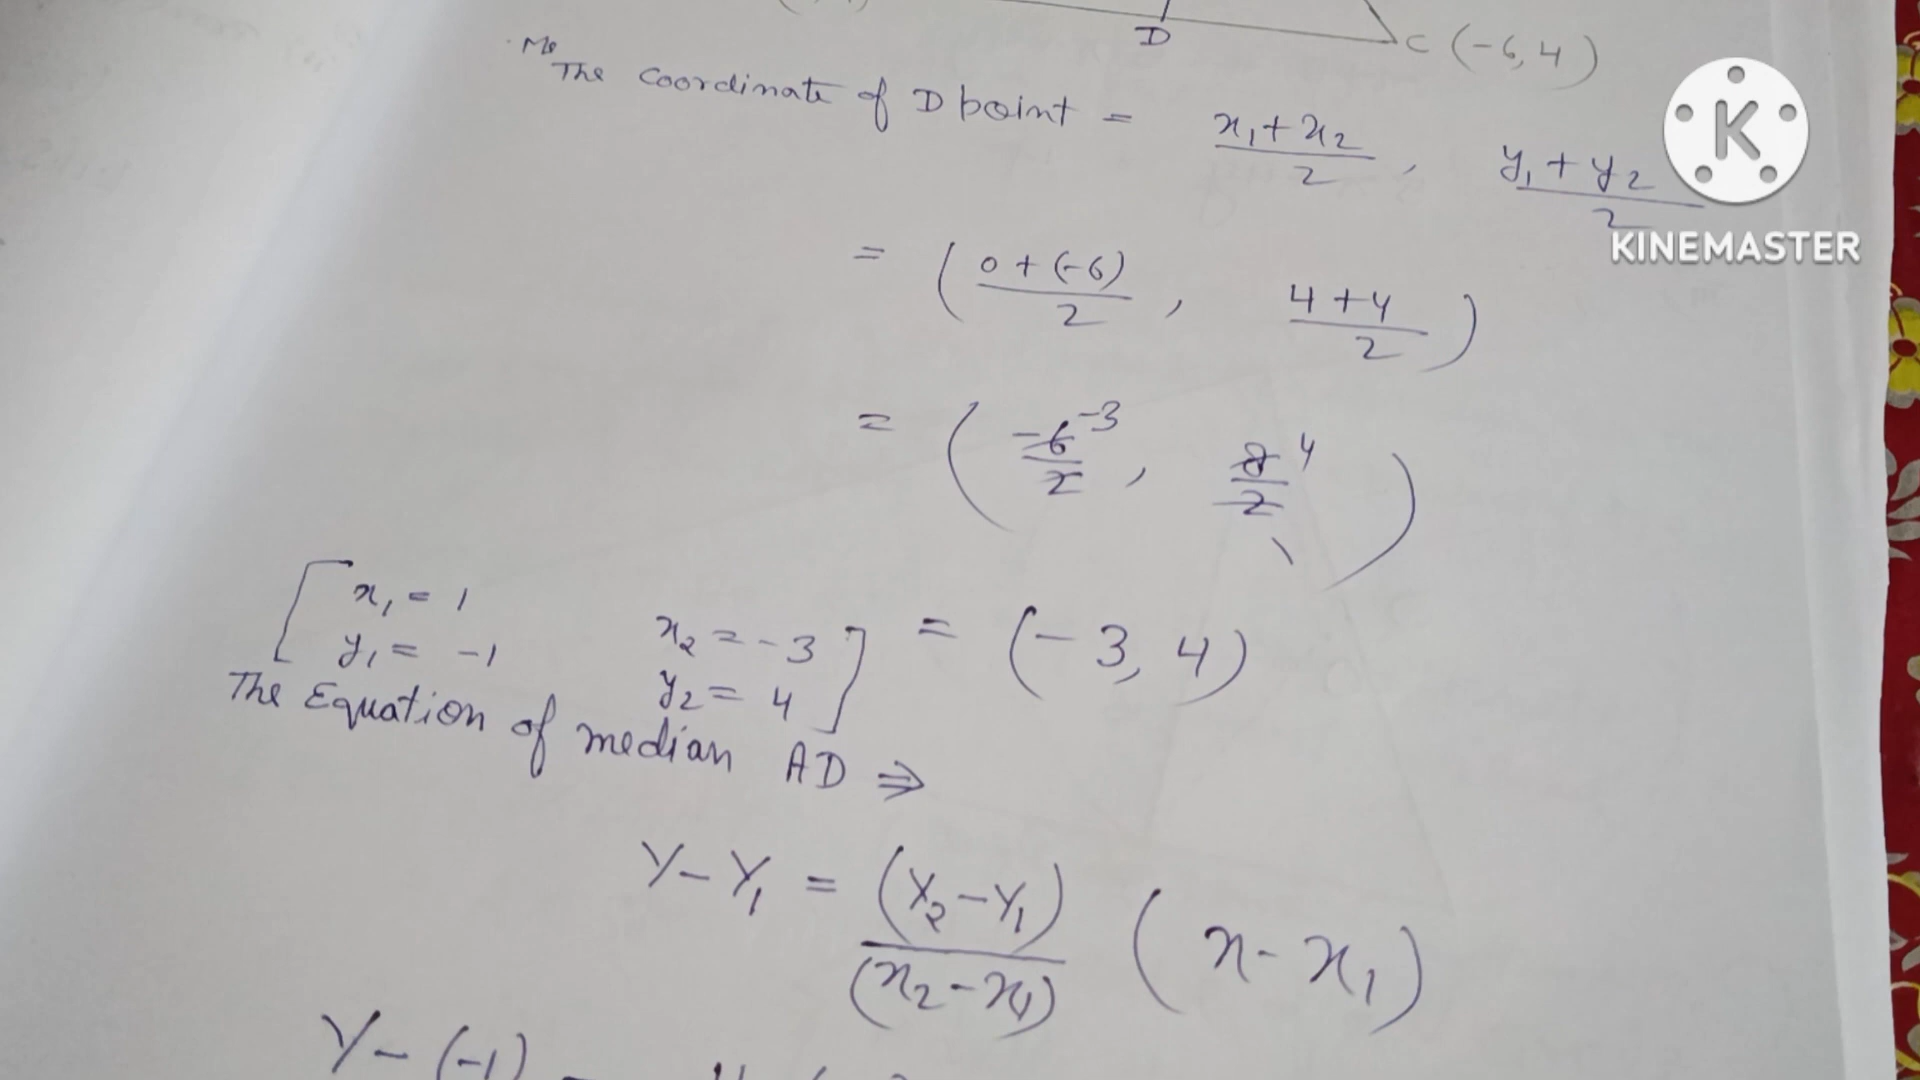 D
C (-6, 4)
Me
The Coordinate of D point = x₁ + x₂ / 2 , y₁ + y₂ / 2
KINEMASTER
= ( 0 + (-6) / 2 , 4 + 4 / 2 )
= ( -6 / 2 -3 , 8 / 2 4 )
[ x₁ = 1 x₂ = -3
y₁ = -1 y₂ = 4 ] = (-3, 4)
The Equation of median AD ⇒
Y - Y₁ = (Y₂ - Y₁) / (x₂ - x₁) ( x - x₁ )
Y - (-1)